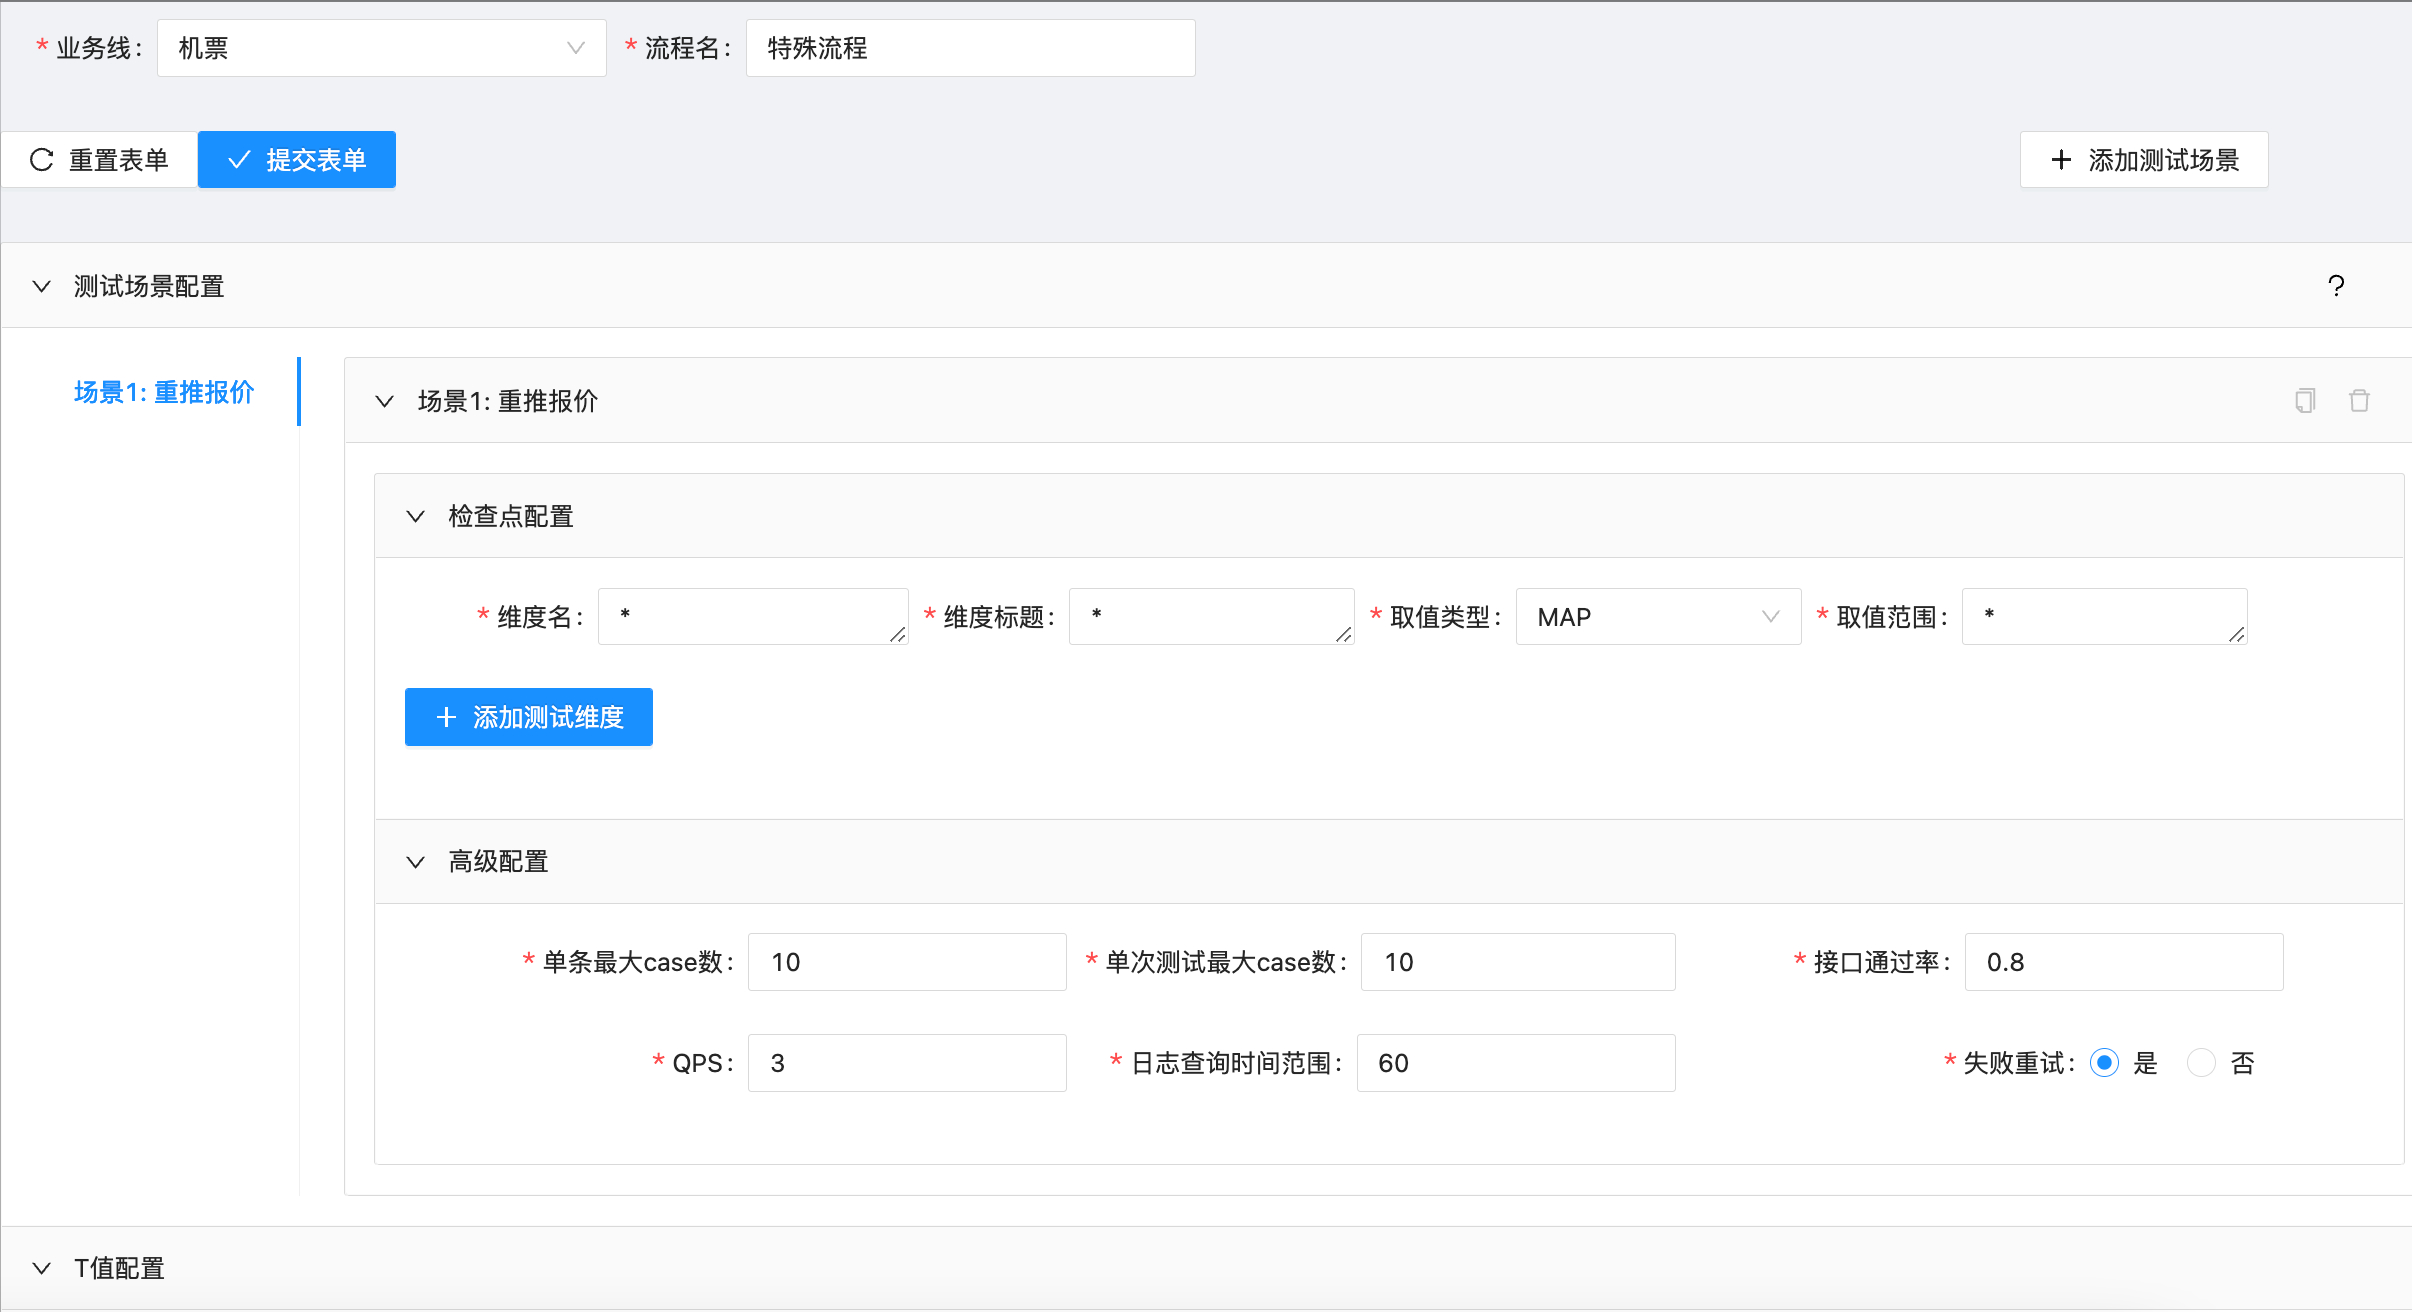 * 业务线: 机票 * 流程名: 特殊流程
重置表单 提交表单 + 添加测试场景
测试场景配置 ?
场景1: 重推报价
场景1: 重推报价
检查点配置
* 维度名: * * 维度标题: * * 取值类型: MAP * 取值范围: *
+ 添加测试维度
高级配置
* 单条最大case数: 10 * 单次测试最大case数: 10 * 接口通过率: 0.8
* QPS: 3 * 日志查询时间范围: 60 * 失败重试: 是 否
T值配置